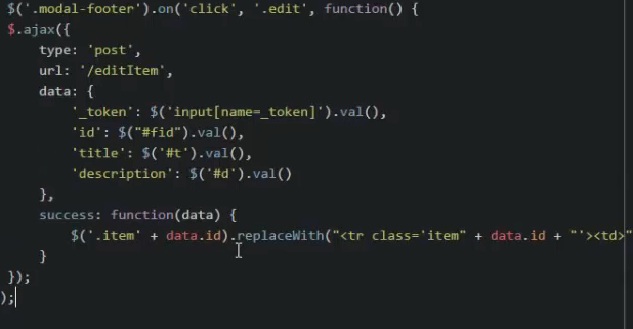 $('.modal-footer').on('click', '.edit', function() {
$.ajax({
type: 'post',
url: '/editItem',
data: {
'_token': $('input[name=_token]').val(),
'id': $("#fid").val(),
'title': $('#t').val(),
'description': $('#d').val()
},
success: function(data) {
$('.item' + data.id).replaceWith("<tr class='item" + data.id + "'><td>"
}
});
);